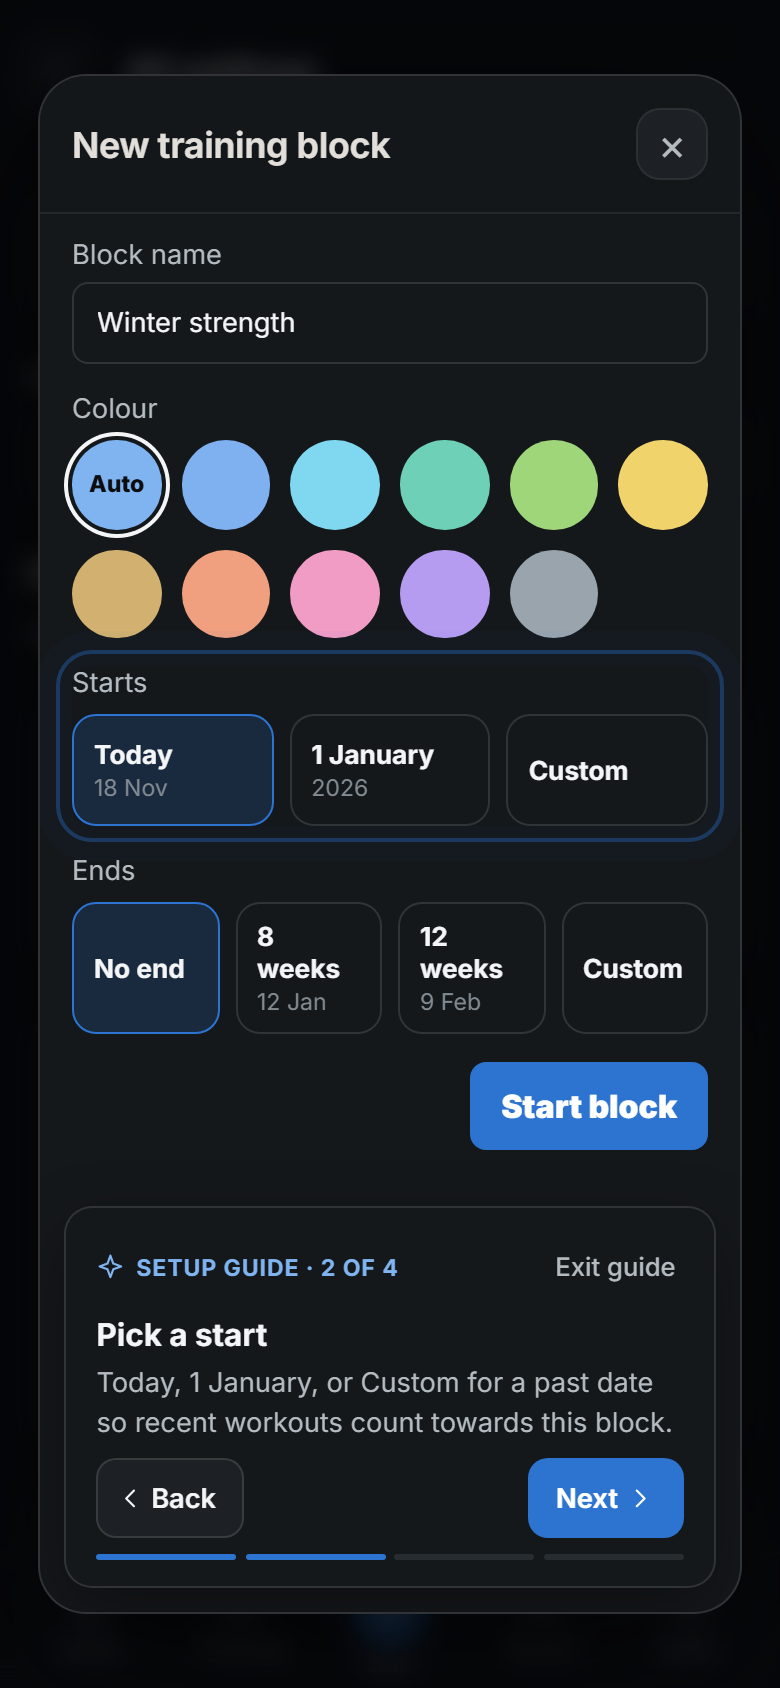 New training block
Block name
Winter strength
Colour
Auto
Starts
Today
18 Nov
1 January
2026
Custom
Ends
No end
8
weeks
12 Jan
12
weeks
9 Feb
Custom
Start block
SETUP GUIDE · 2 OF 4
Exit guide
Pick a start
Today, 1 January, or Custom for a past date
so recent workouts count towards this block.
Back
Next